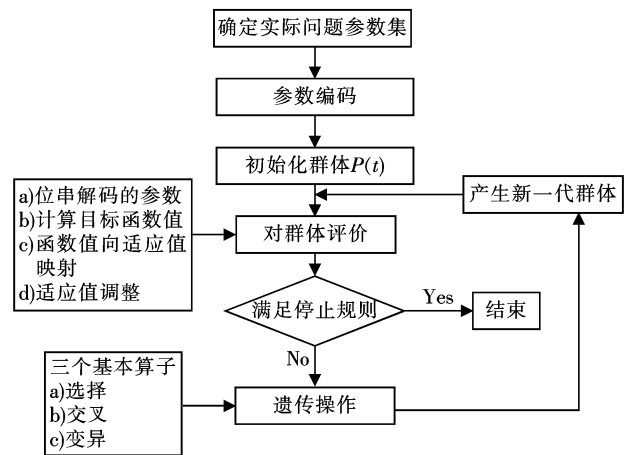 确定实际问题参数集
参数编码
初始化群体P(t)
产生新一代群体
a)位串解码的参数
b)计算目标函数值
c)函数值向适应值
映射
d)适应值调整
对群体评价
满足停止规则
Yes
结束
No
三个基本算子
a)选择
b)交叉
c)变异
遗传操作